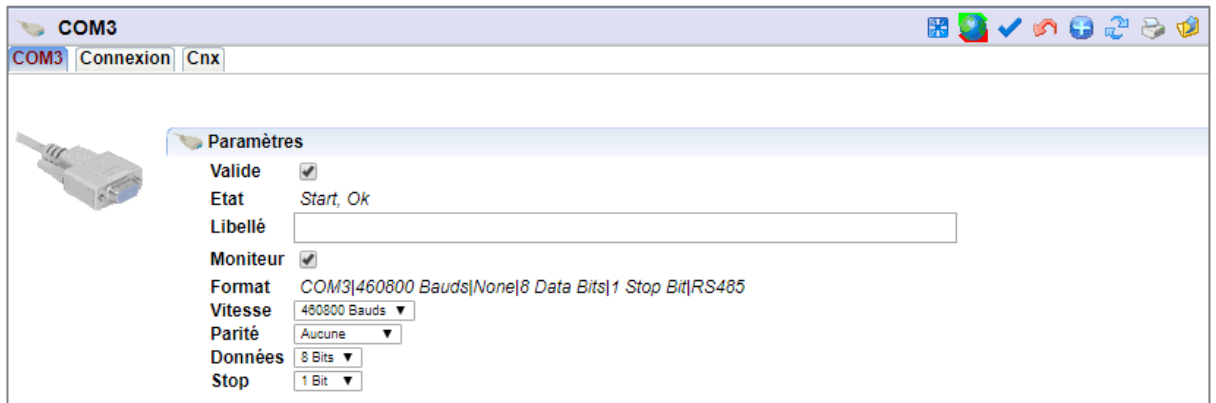 COM3
COM3 Connexion Cnx
Paramètres
Valide
Etat Start, Ok
Libellé
Moniteur
Format COM3|460800 Bauds|None|8 Data Bits|1 Stop Bit|RS485
Vitesse 460800 Bauds
Parité Aucune
Données 8 Bits
Stop 1 Bit